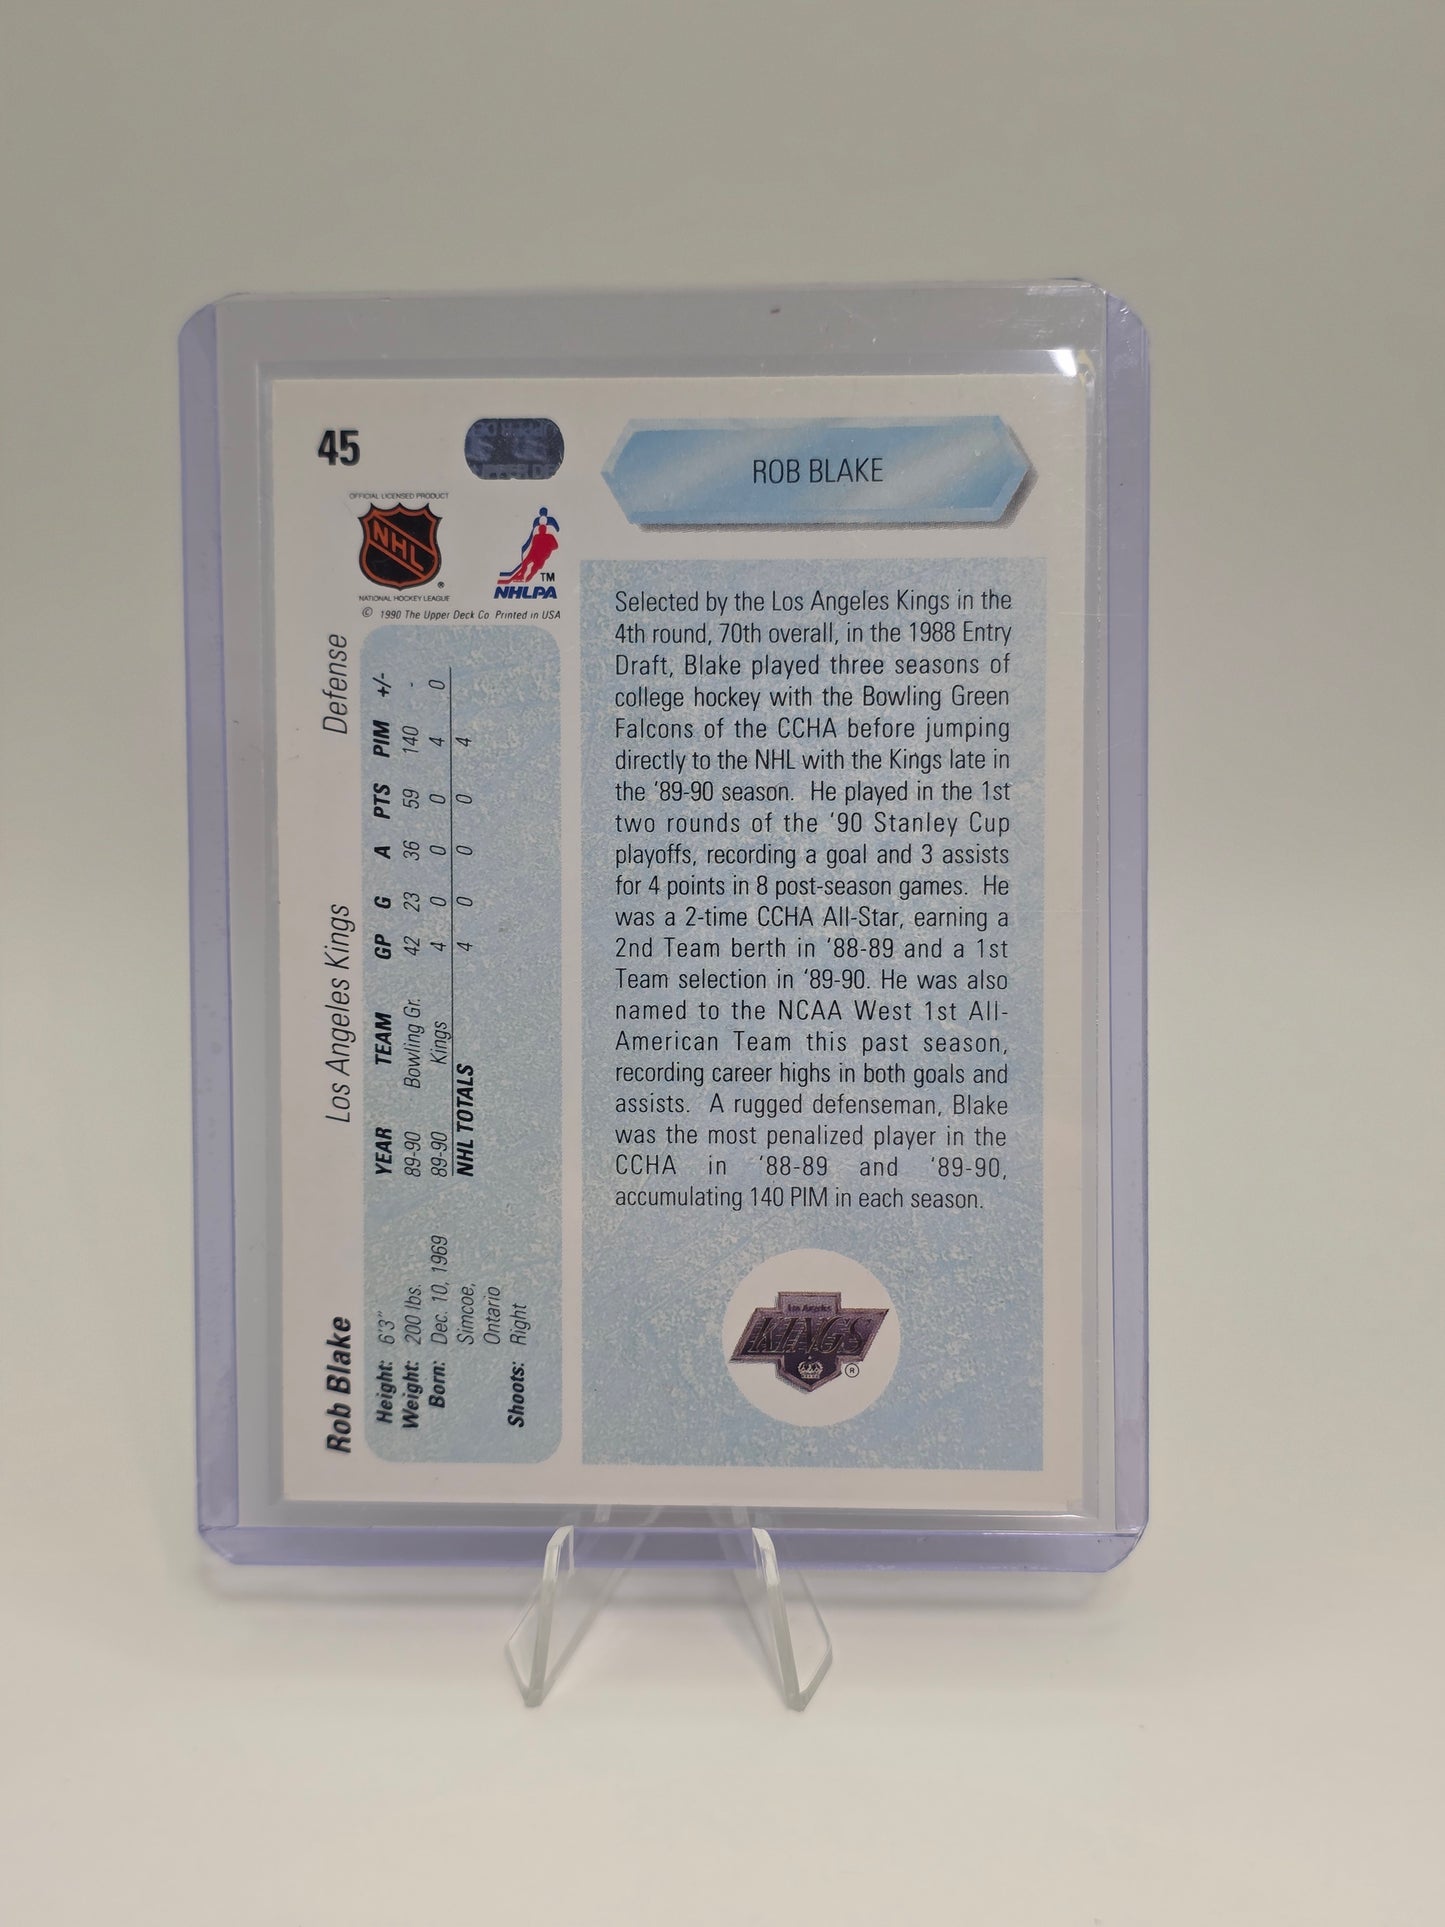 45
UPPER DE
OFFICIAL LICENSED PRODUCT
NHL
®
NATIONAL HOCKEY LEAGUE
TM
NHLPA
© 1990 The Upper Deck Co Printed in USA
ROB BLAKE
Selected by the Los Angeles Kings in the
4th round, 70th overall, in the 1988 Entry
Draft, Blake played three seasons of
college hockey with the Bowling Green
Falcons of the CCHA before jumping
directly to the NHL with the Kings late in
the '89-90 season. He played in the 1st
two rounds of the '90 Stanley Cup
playoffs, recording a goal and 3 assists
for 4 points in 8 post-season games. He
was a 2-time CCHA All-Star, earning a
2nd Team berth in '88-89 and a 1st
Team selection in '89-90. He was also
named to the NCAA West 1st All-
American Team this past season,
recording career highs in both goals and
assists. A rugged defenseman, Blake
was the most penalized player in the
CCHA in '88-89 and '89-90,
accumulating 140 PIM in each season.
Los Angeles
KINGS
®
Rob Blake Los Angeles Kings Defense
Height: 6'3"
Weight: 200 lbs.
Born: Dec. 10, 1969
Simcoe,
Ontario
Shoots: Right
YEAR TEAM GP G A PTS PIM +/-
89-90 Bowling Gr. 42 23 36 59 140 -
89-90 Kings 4 0 0 0 4 0
NHL TOTALS 4 0 0 0 4